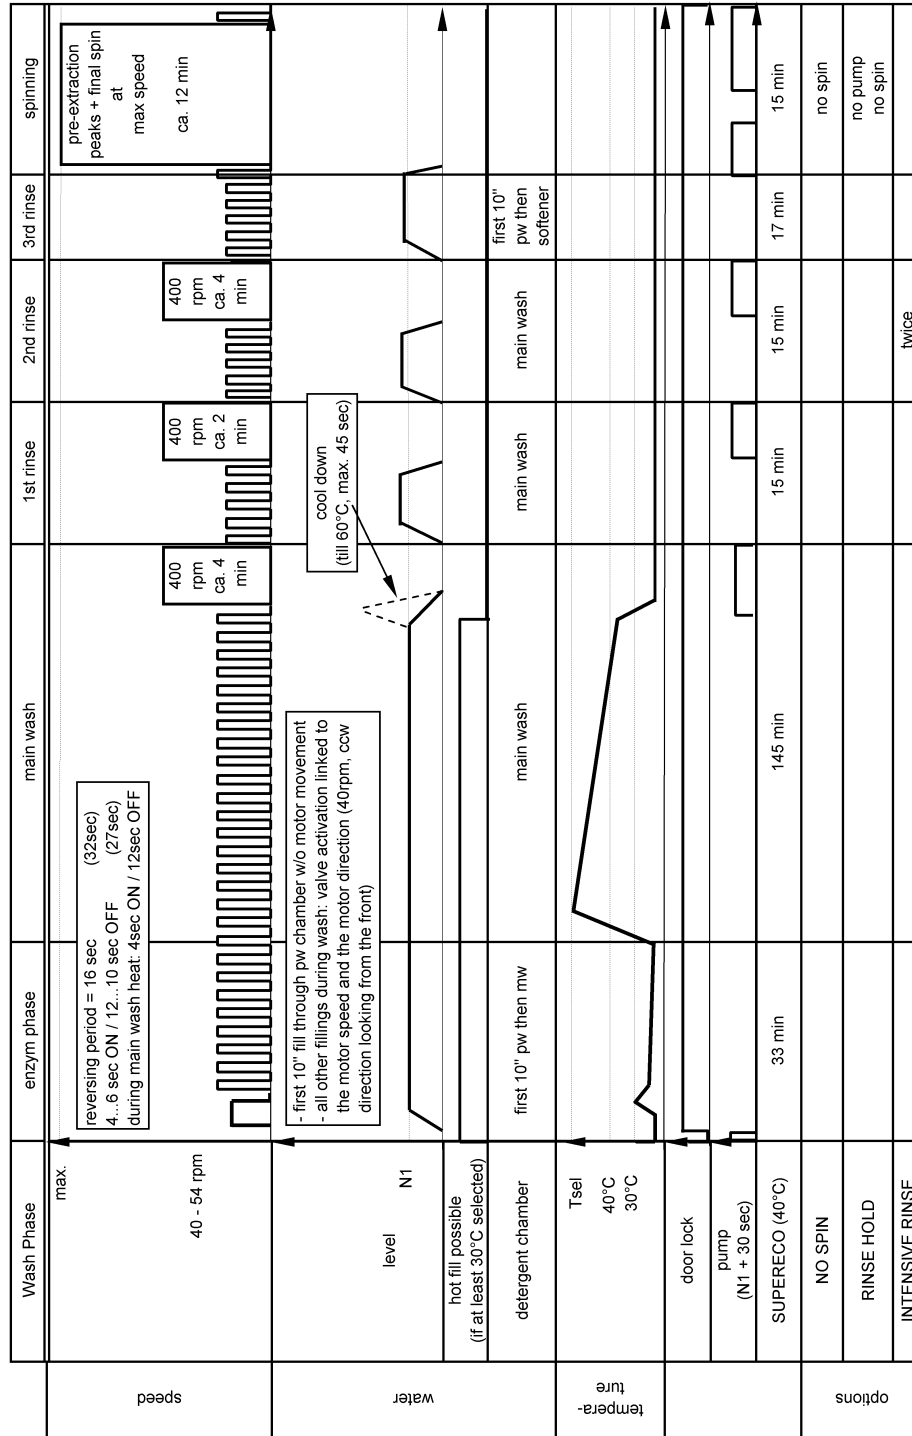 Wash Phase
enzym phase
main wash
1st rinse
2nd rinse
3rd rinse
spinning
speed
max.
40 - 54 rpm
reversing period = 16 sec (32sec)
4...6 sec ON / 12...10 sec OFF (27sec)
during main wash heat: 4sec ON / 12sec OFF
400
rpm
ca. 4
min
400
rpm
ca. 2
min
400
rpm
ca. 4
min
pre-extraction
peaks + final spin
at
max speed
ca. 12 min
water
level
N1
- first 10" fill through pw chamber w/o motor movement
- all other fillings during wash: valve activation linked to
the motor speed and the motor direction (40rpm, ccw
direction looking from the front)
cool down
(till 60°C, max. 45 sec)
hot fill possible
(if at least 30°C selected)
detergent chamber
first 10" pw then mw
main wash
main wash
main wash
first 10"
pw then
softener
tempera-
ture
Tsel
40°C
30°C
door lock
pump
(N1 + 30 sec)
SUPERECO (40°C)
33 min
145 min
15 min
15 min
17 min
15 min
options
NO SPIN
no spin
RINSE HOLD
no pump
no spin
INTENSIVE RINSE
twice